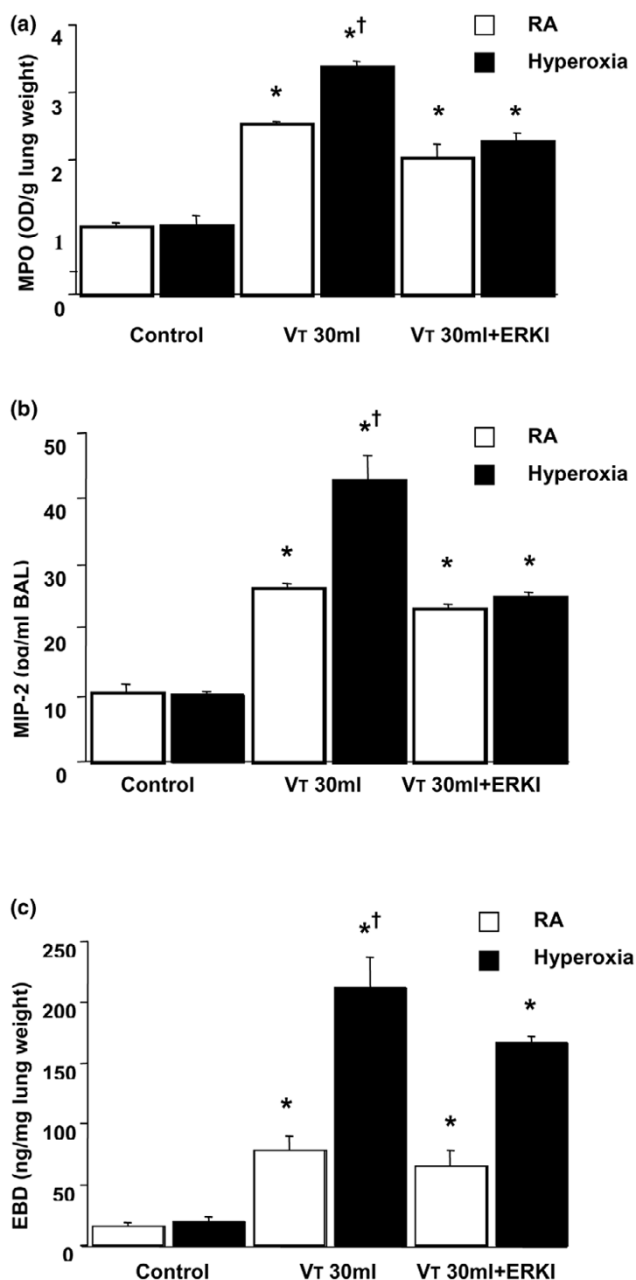 (a)
RA
Hyperoxia
MPO (OD/g lung weight)
4
3
2
1
0
*
*†
*
*
Control
VT 30ml
VT 30ml+ERKI
(b)
RA
Hyperoxia
MIP-2 (pg/ml BAL)
50
40
30
20
10
0
*
*†
*
*
Control
VT 30ml
VT 30ml+ERKI
(c)
RA
Hyperoxia
EBD (ng/mg lung weight)
250
200
150
100
50
0
*
*†
*
*
Control
VT 30ml
VT 30ml+ERKI